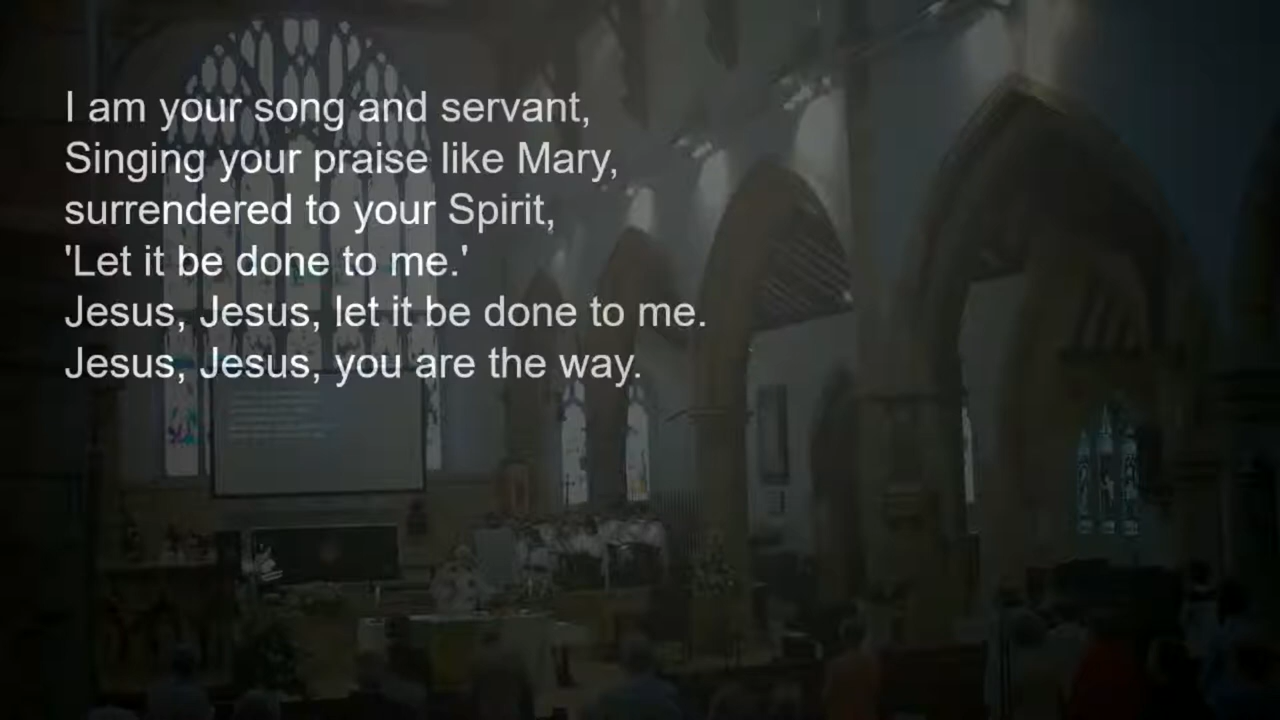 I am your song and servant,
Singing your praise like Mary,
surrendered to your Spirit,
'Let it be done to me.'
Jesus, Jesus, let it be done to me.
Jesus, Jesus, you are the way.